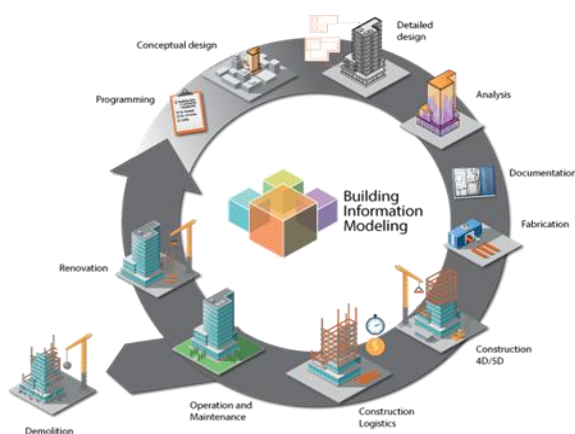 Conceptual design
Detailed
design
Programming
Analysis
Documentation
Building
Information
Modeling
Fabrication
Renovation
Construction
4D/5D
Operation and
Maintenance
Construction
Logistics
Demolition